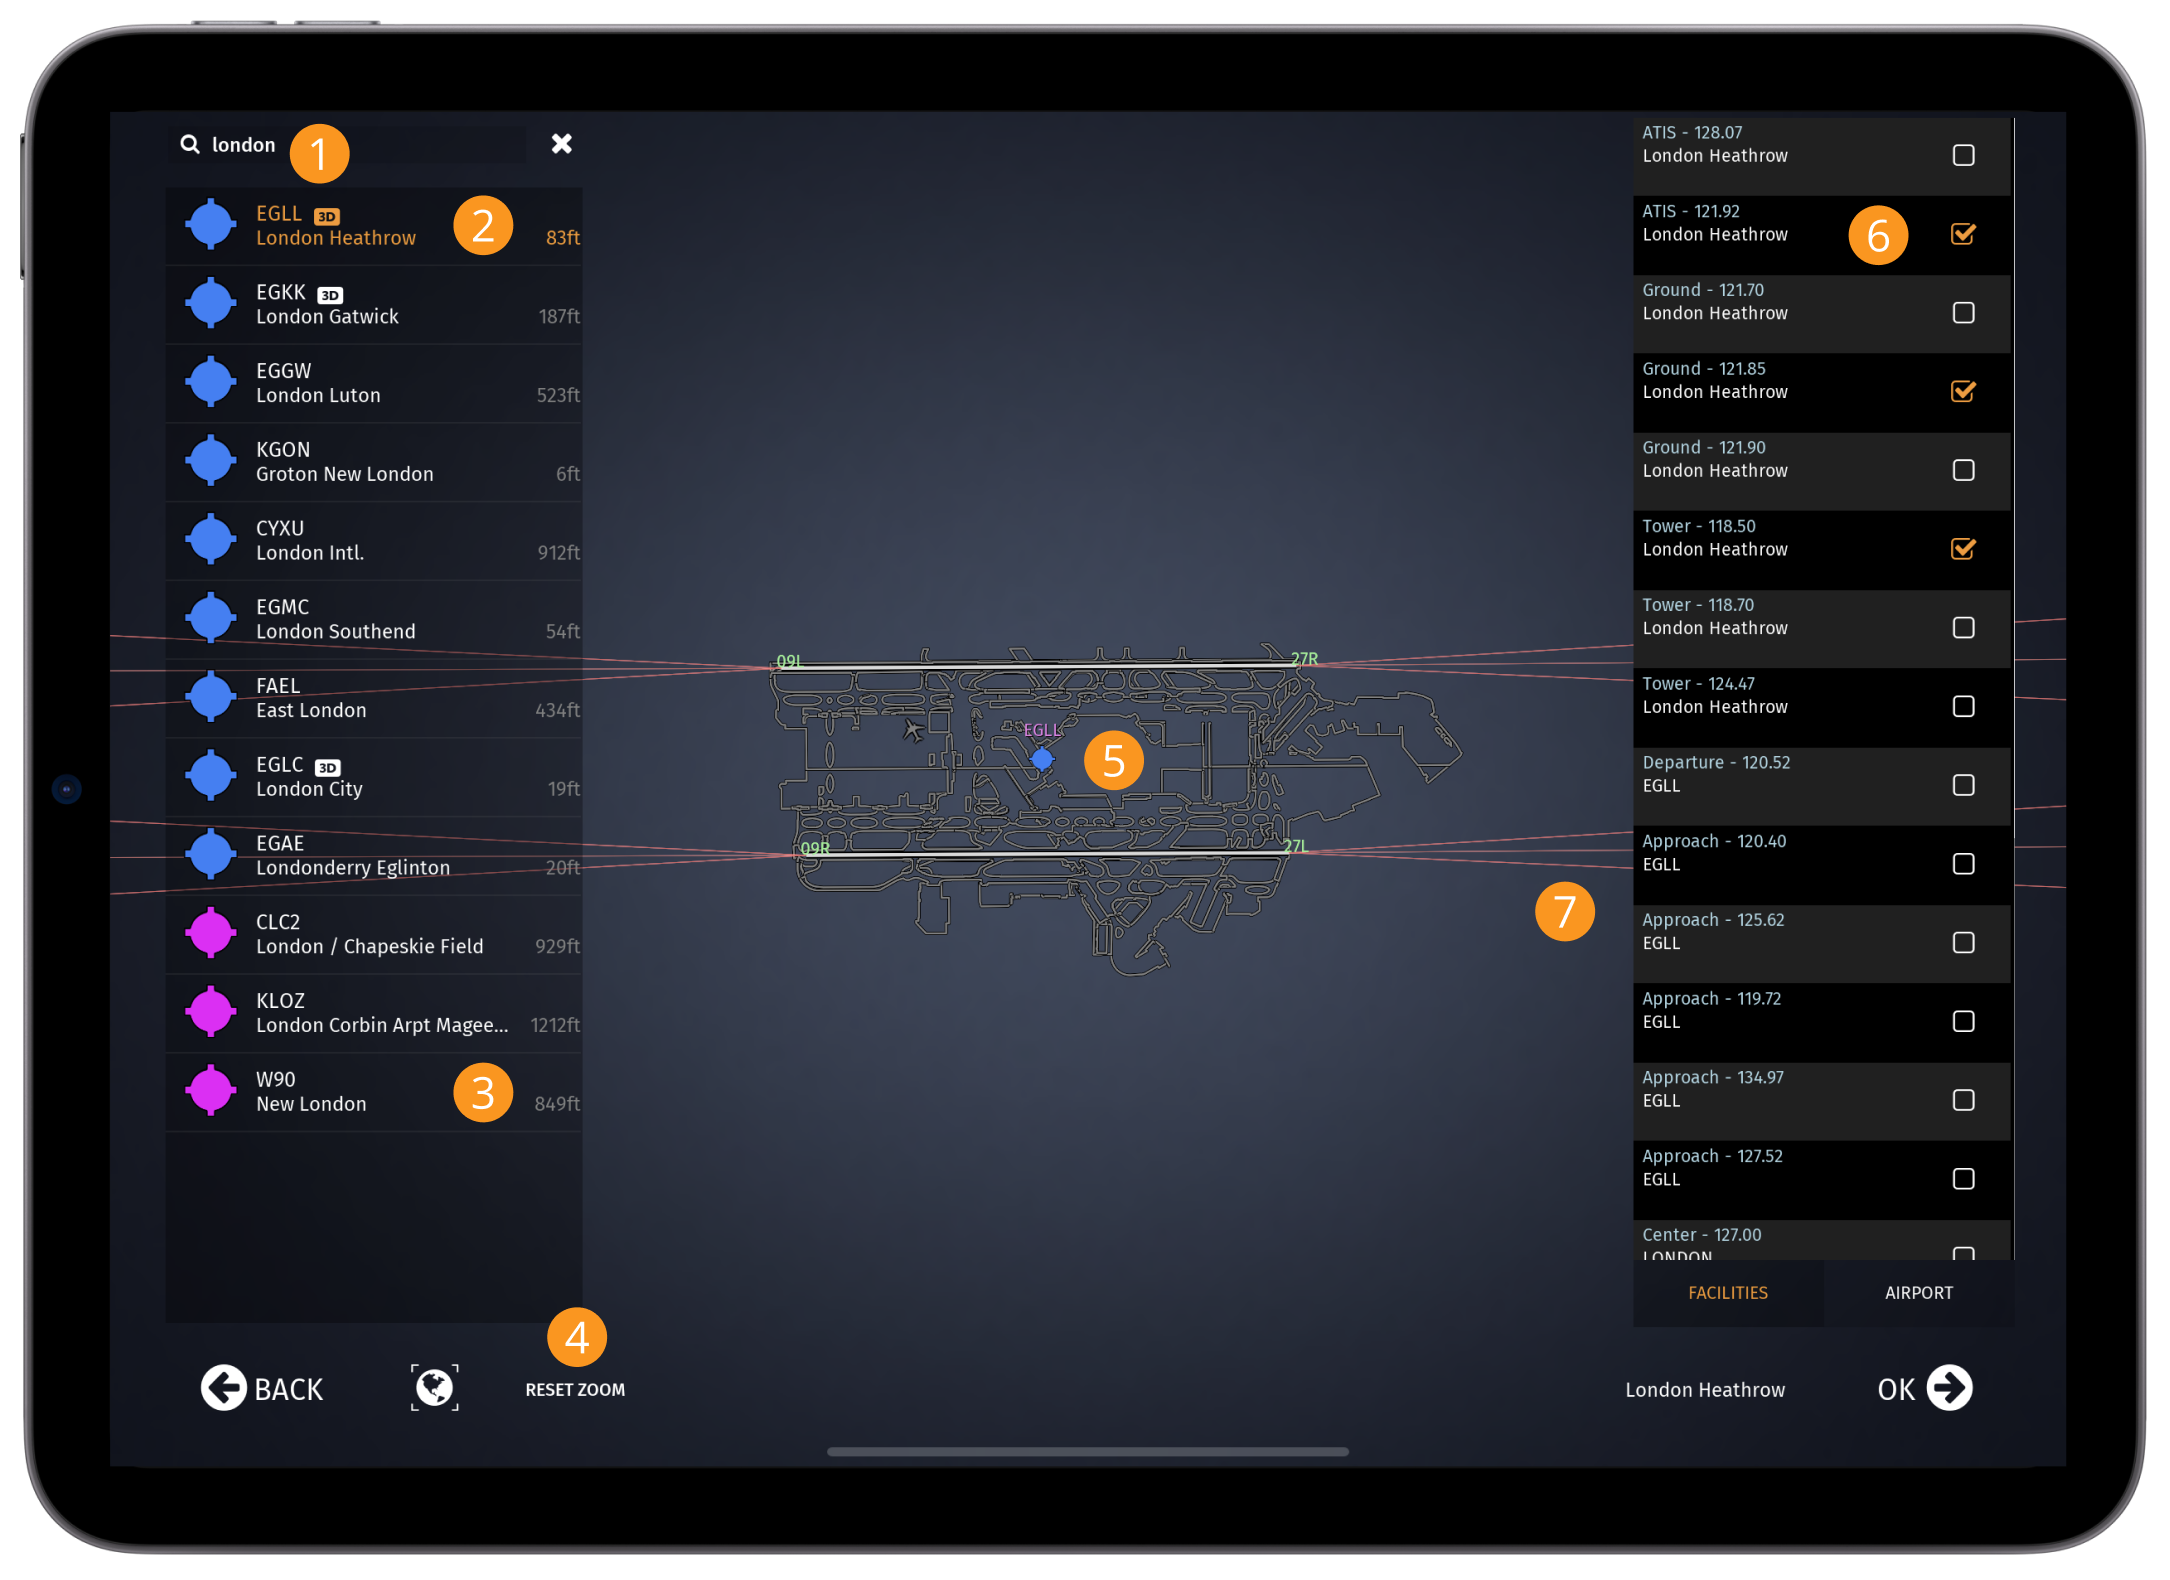 london
1
EGLL 3D
London Heathrow
83ft
2
EGKK 3D
London Gatwick
187ft
EGGW
London Luton
523ft
KGON
Groton New London
6ft
CYXU
London Intl.
912ft
EGMC
London Southend
54ft
FAEL
East London
434ft
EGLC 3D
London City
19ft
EGAE
Londonderry Eglinton
20ft
CLC2
London / Chapeskie Field
929ft
KLOZ
London Corbin Arpt Magee...
1212ft
W90
New London
849ft
3
4
BACK
RESET ZOOM
09L
27R
EGLL
5
09R
27L
7
ATIS - 128.07
London Heathrow
ATIS - 121.92
London Heathrow
6
Ground - 121.70
London Heathrow
Ground - 121.85
London Heathrow
Ground - 121.90
London Heathrow
Tower - 118.50
London Heathrow
Tower - 118.70
London Heathrow
Tower - 124.47
London Heathrow
Departure - 120.52
EGLL
Approach - 120.40
EGLL
Approach - 125.62
EGLL
Approach - 119.72
EGLL
Approach - 134.97
EGLL
Approach - 127.52
EGLL
Center - 127.00
LONDON
FACILITIES
AIRPORT
London Heathrow
OK